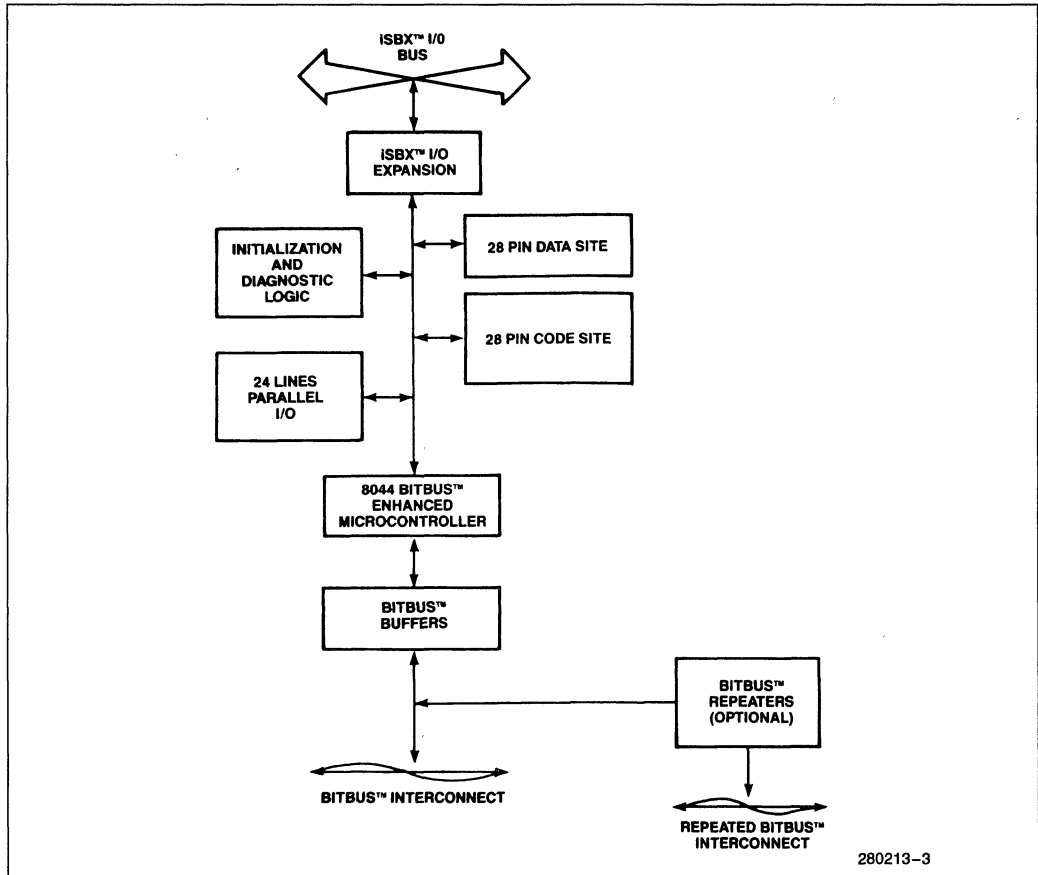 iSBX™ I/0
BUS
iSBX™ I/O
EXPANSION
INITIALIZATION
AND
DIAGNOSTIC
LOGIC
28 PIN DATA SITE
28 PIN CODE SITE
24 LINES
PARALLEL
I/O
8044 BITBUS™
ENHANCED
MICROCONTROLLER
BITBUS™
BUFFERS
BITBUS™
REPEATERS
(OPTIONAL)
BITBUS™ INTERCONNECT
REPEATED BITBUS™
INTERCONNECT
280213–3